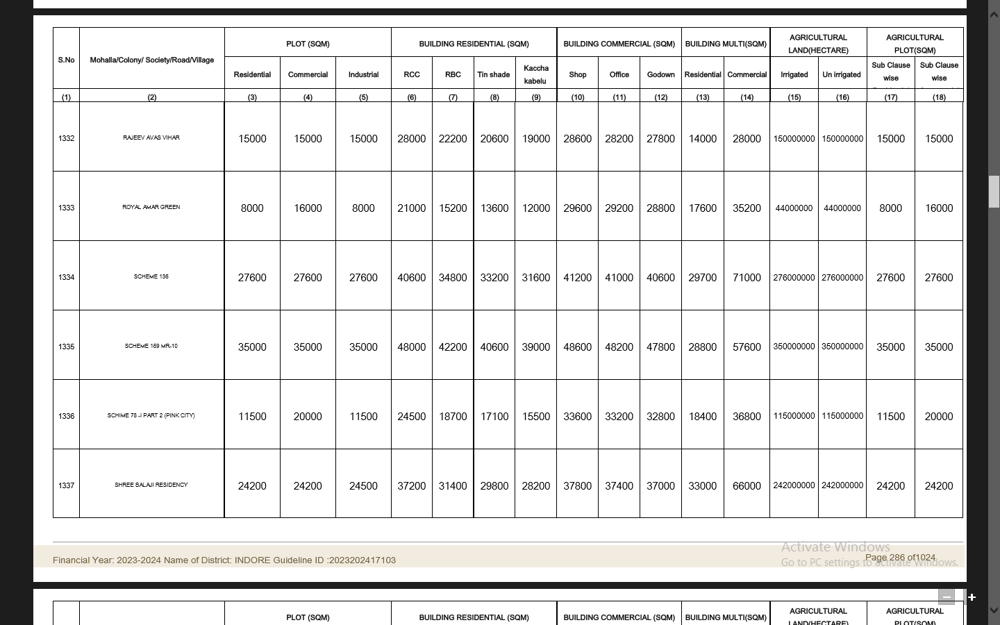 S.No Mohalla/Colony/ Society/Road/Village PLOT (SQM) BUILDING RESIDENTIAL (SQM) BUILDING COMMERCIAL (SQM) BUILDING MULTI(SQM) AGRICULTURAL LAND(HECTARE) AGRICULTURAL PLOT(SQM)
Residential Commercial Industrial RCC RBC Tin shade Kaccha kabelu Shop Office Godown Residential Commercial Irrigated Un irrigated Sub Clause wise Sub Clause wise
(1) (2) (3) (4) (5) (6) (7) (8) (9) (10) (11) (12) (13) (14) (15) (16) (17) (18)
1332 RAJEEV AVAS VIHAR 15000 15000 15000 28000 22200 20600 19000 28600 28200 27800 14000 28000 150000000 150000000 15000 15000
1333 ROYAL AMAR GREEN 8000 16000 8000 21000 15200 13600 12000 29600 29200 28800 17600 35200 44000000 44000000 8000 16000
1334 SCHEME 136 27600 27600 27600 40600 34800 33200 31600 41200 41000 40600 29700 71000 276000000 276000000 27600 27600
1335 SCHEME 169 MR-10 35000 35000 35000 48000 42200 40600 39000 48600 48200 47800 28800 57600 350000000 350000000 35000 35000
1336 SCHIME 78 -I PART 2 (PINK CITY) 11500 20000 11500 24500 18700 17100 15500 33600 33200 32800 18400 36800 115000000 115000000 11500 20000
1337 SHREE BALAJI RESIDENCY 24200 24200 24500 37200 31400 29800 28200 37800 37400 37000 33000 66000 242000000 242000000 24200 24200
Activate Windows
Financial Year: 2023-2024 Name of District: INDORE Guideline ID :2023202417103 Page 286 of1024
Go to PC settings to activate Windows.
PLOT (SQM) BUILDING RESIDENTIAL (SQM) BUILDING COMMERCIAL (SQM) BUILDING MULTI(SQM) AGRICULTURAL LAND(HECTARE) AGRICULTURAL PLOT(SQM)